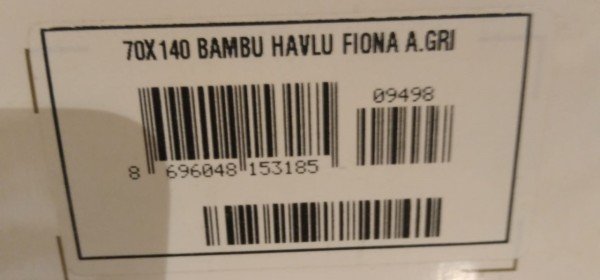 70X140 BAMBU HAVLU FIONA A.GRI
09498
8 696048 153185